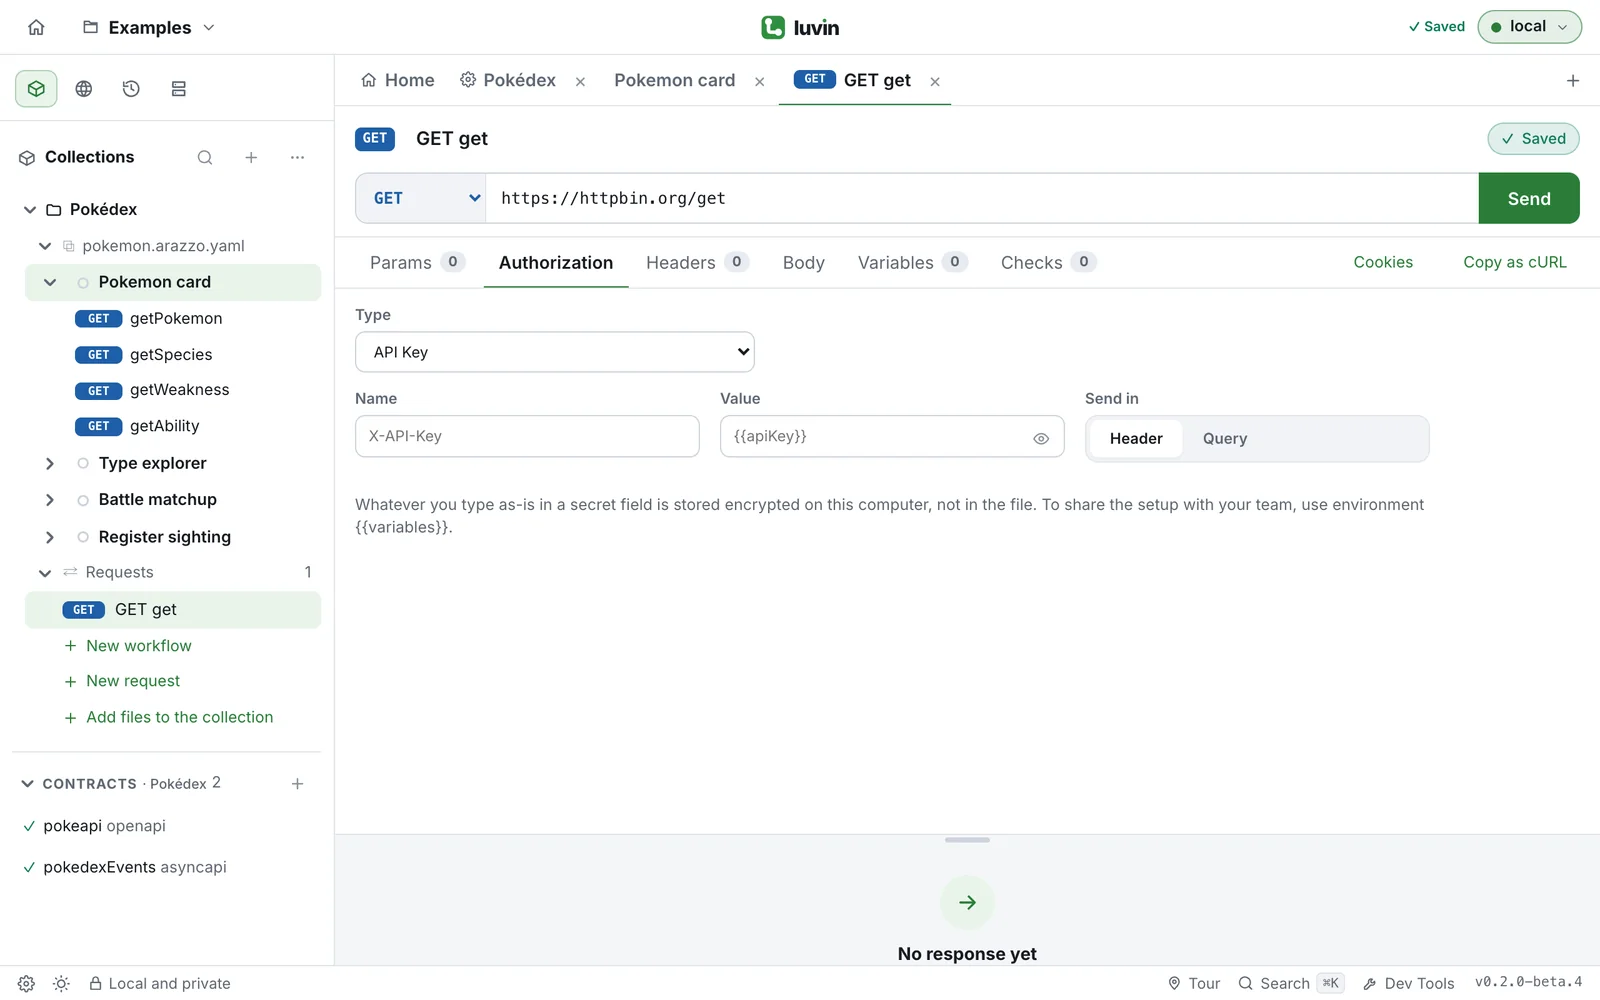 Examples
luvin
Saved
local
Home
Pokédex
Pokemon card
GET GET get
Collections
GET GET get
Saved
Pokédex
pokemon.arazzo.yaml
Pokemon card
GET getPokemon
GET getSpecies
GET getWeakness
GET getAbility
Type explorer
Battle matchup
Register sighting
Requests 1
GET GET get
New workflow
New request
Add files to the collection
CONTRACTS · Pokédex 2
pokeapi openapi
pokedexEvents asyncapi
GET https://httpbin.org/get Send
Params 0 Authorization Headers 0 Body Variables 0 Checks 0 Cookies Copy as cURL
Type
API Key
Name Value Send in
X-API-Key {{apiKey}} Header Query
Whatever you type as-is in a secret field is stored encrypted on this computer, not in the file. To share the setup with your team, use environment
{{variables}}.
No response yet
Local and private
Tour Search ⌘K Dev Tools v0.2.0-beta.4